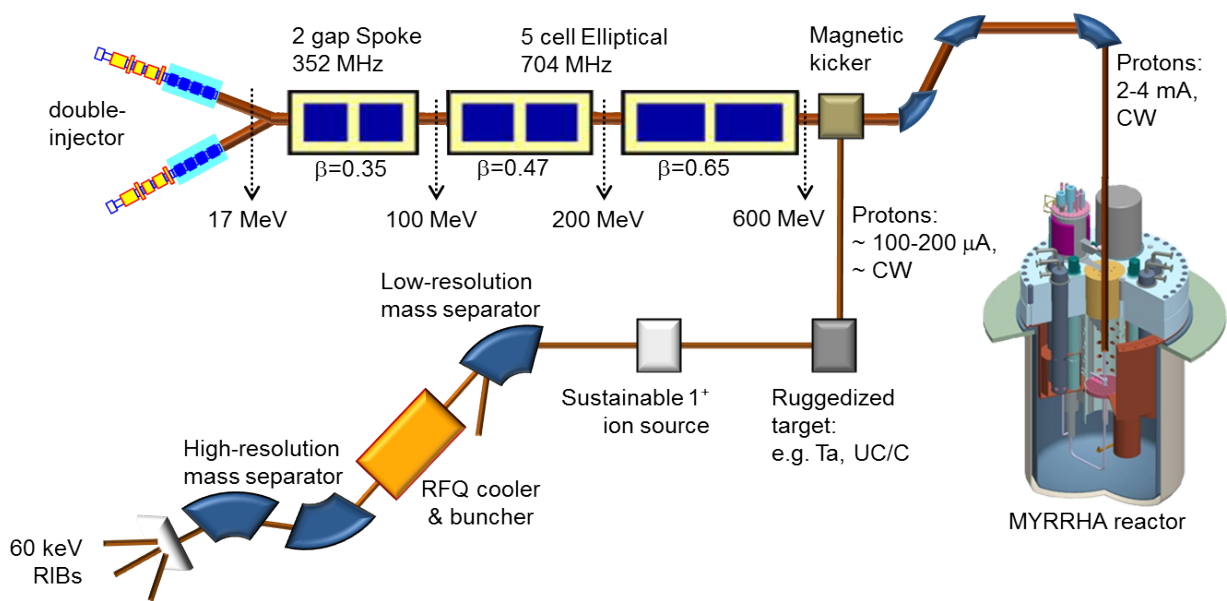 2 gap Spoke
352 MHz
5 cell Elliptical
704 MHz
Magnetic
kicker
Protons:
2-4 mA,
CW
double-
injector
β=0.35
β=0.47
β=0.65
17 MeV
100 MeV
200 MeV
600 MeV
Protons:
~ 100-200 μA,
~ CW
Low-resolution
mass separator
Sustainable 1⁺
ion source
Ruggedized
target:
e.g. Ta, UC/C
High-resolution
mass separator
RFQ cooler
& buncher
MYRRHA reactor
60 keV
RIBs